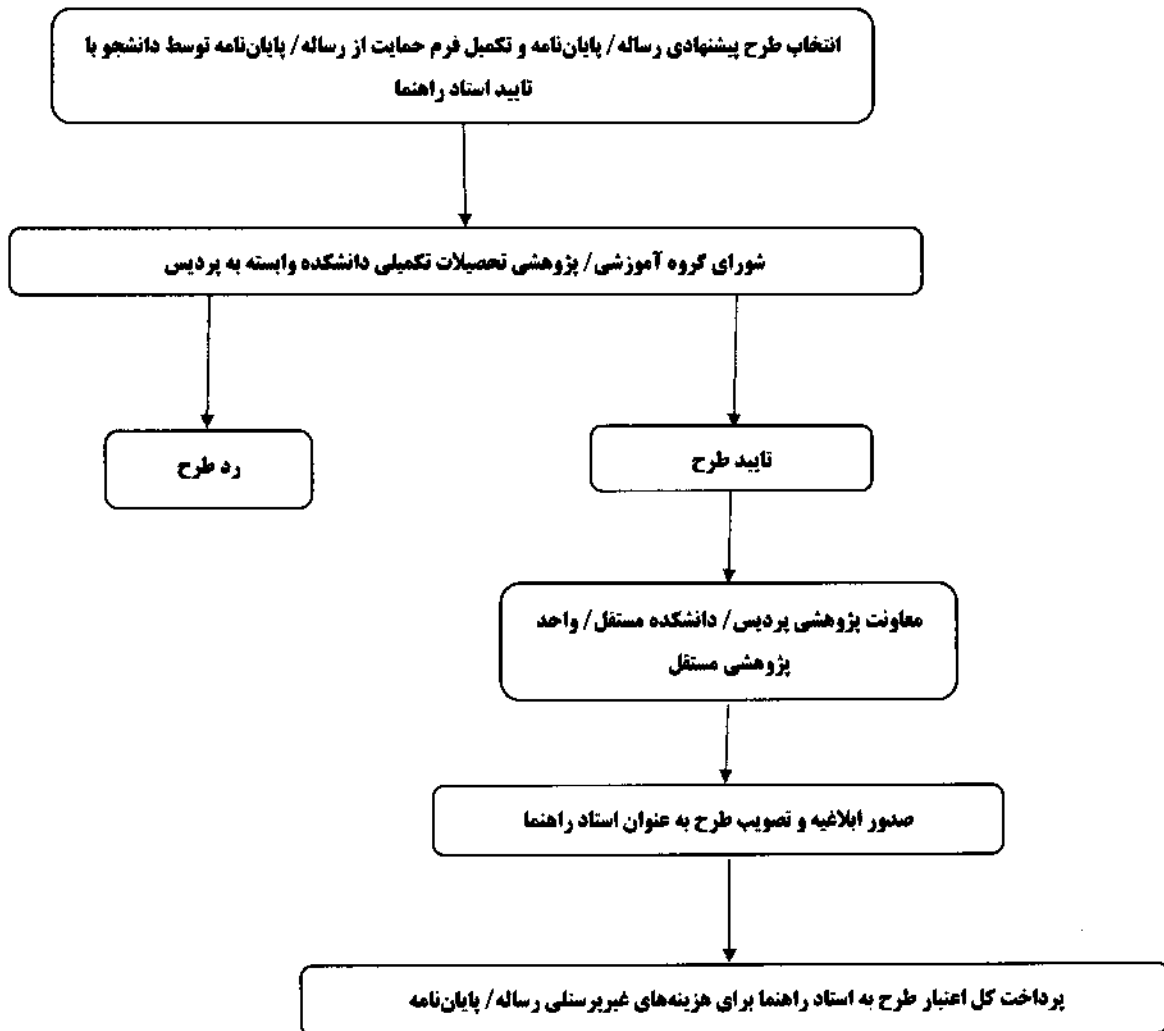 انتخاب طرح پیشنهادی رساله/ پایان‌نامه و تکمیل فرم حمایت از رساله/ پایان‌نامه توسط دانشجو با
تایید استاد راهنما
شورای گروه آموزشی/ پژوهشی تحصیلات تکمیلی دانشکده وابسته به پردیس
تایید طرح
رد طرح
معاونت پژوهشی پردیس/ دانشکده مستقل/ واحد
پژوهشی مستقل
صدور ابلاغیه و تصویب طرح به عنوان استاد راهنما
پرداخت کل اعتبار طرح به استاد راهنما برای هزینه‌های غیرپرسنلی رساله/ پایان‌نامه